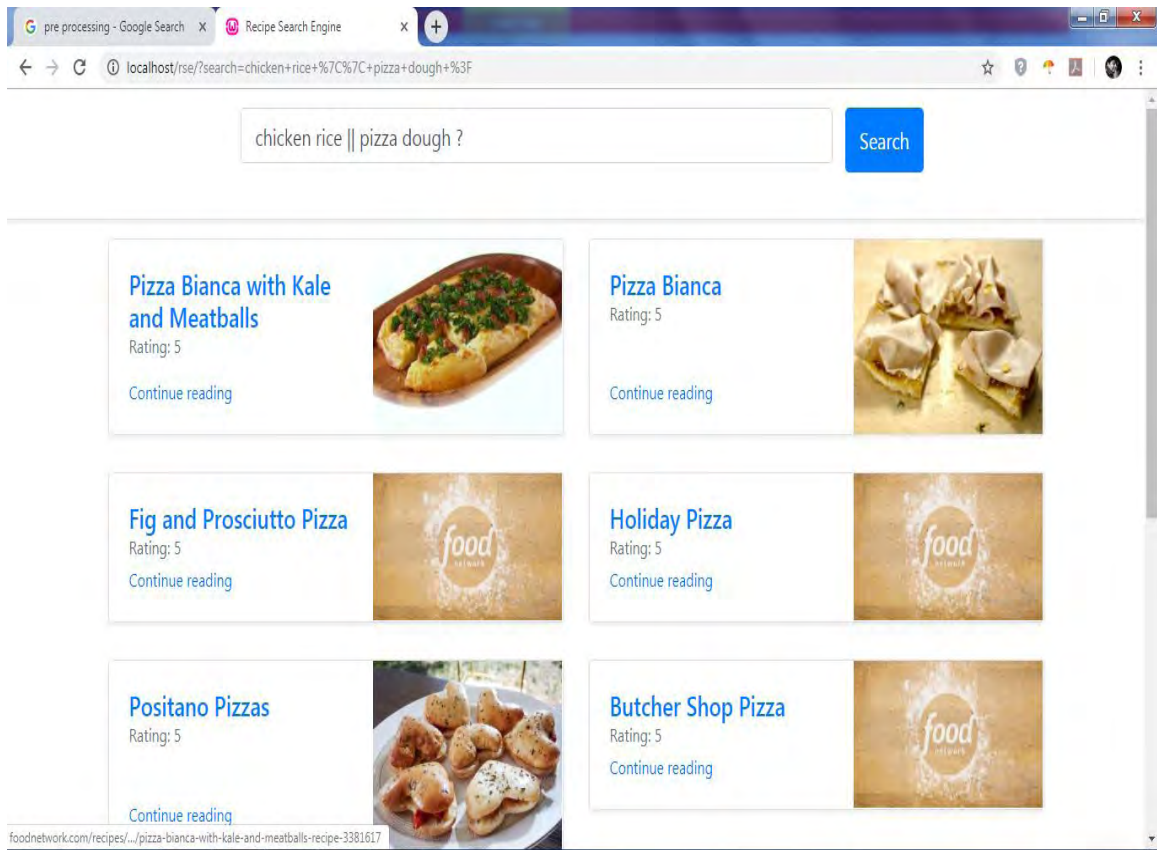 pre processing - Google Search
Recipe Search Engine
localhost/rse/?search=chicken+rice+%7C%7C+pizza+dough+%3F
chicken rice || pizza dough ?
Search
Pizza Bianca with Kale
and Meatballs
Rating: 5
Continue reading
Pizza Bianca
Rating: 5
Continue reading
Fig and Prosciutto Pizza
Rating: 5
Continue reading
food
network
Holiday Pizza
Rating: 5
Continue reading
food
network
Positano Pizzas
Rating: 5
Continue reading
Butcher Shop Pizza
Rating: 5
Continue reading
food
network
foodnetwork.com/recipes/.../pizza-bianca-with-kale-and-meatballs-recipe-3381617